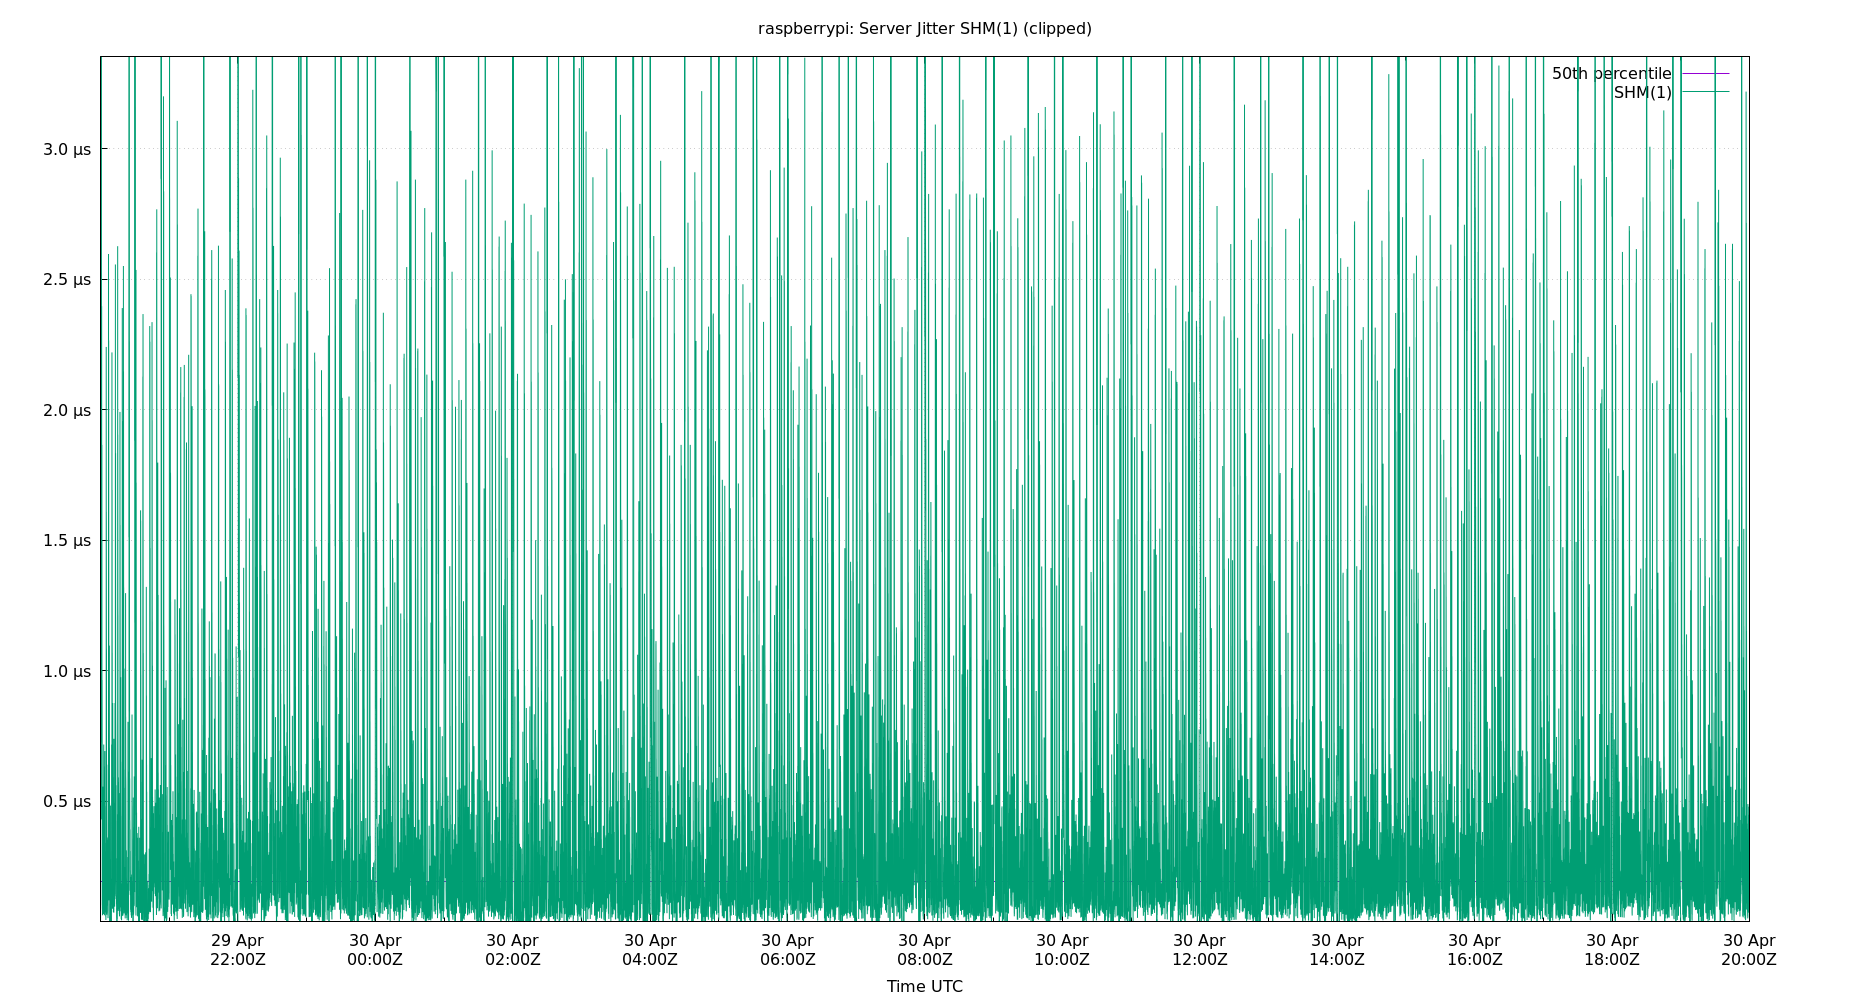 raspberrypi: Server Jitter SHM(1) (clipped)
50th percentile
SHM(1)
3.0 µs
2.5 µs
2.0 µs
1.5 µs
1.0 µs
0.5 µs
29 Apr 30 Apr 30 Apr 30 Apr 30 Apr 30 Apr 30 Apr 30 Apr 30 Apr 30 Apr 30 Apr 30 Apr
22:00Z 00:00Z 02:00Z 04:00Z 06:00Z 08:00Z 10:00Z 12:00Z 14:00Z 16:00Z 18:00Z 20:00Z
Time UTC